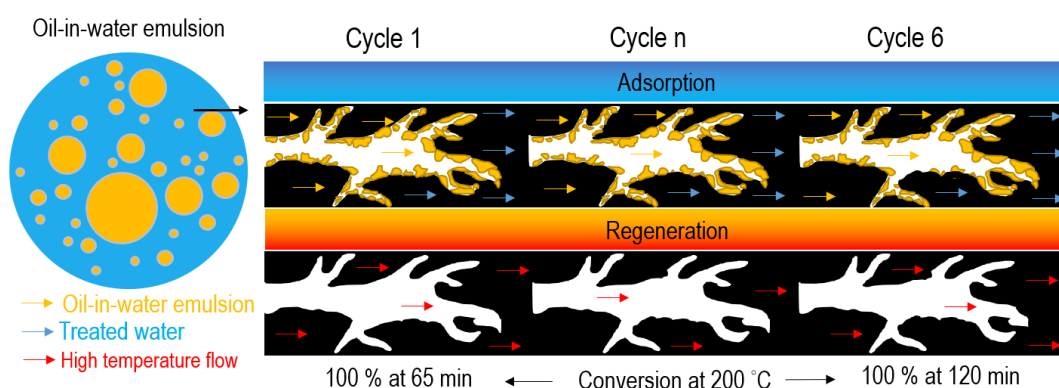 Oil-in-water emulsion
Cycle 1
Cycle n
Cycle 6
Adsorption
Regeneration
Oil-in-water emulsion
Treated water
High temperature flow
100 % at 65 min
Conversion at 200 °C
100 % at 120 min